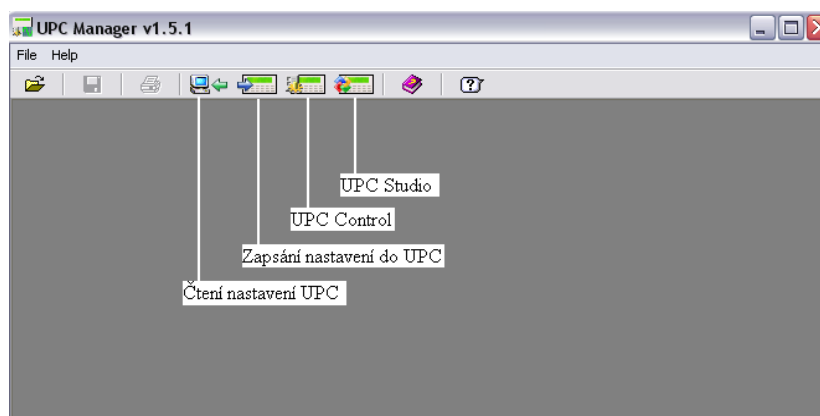 UPC Manager v1.5.1
File Help
UPC Studio
UPC Control
Zapsání nastavení do UPC
Čtení nastavení UPC